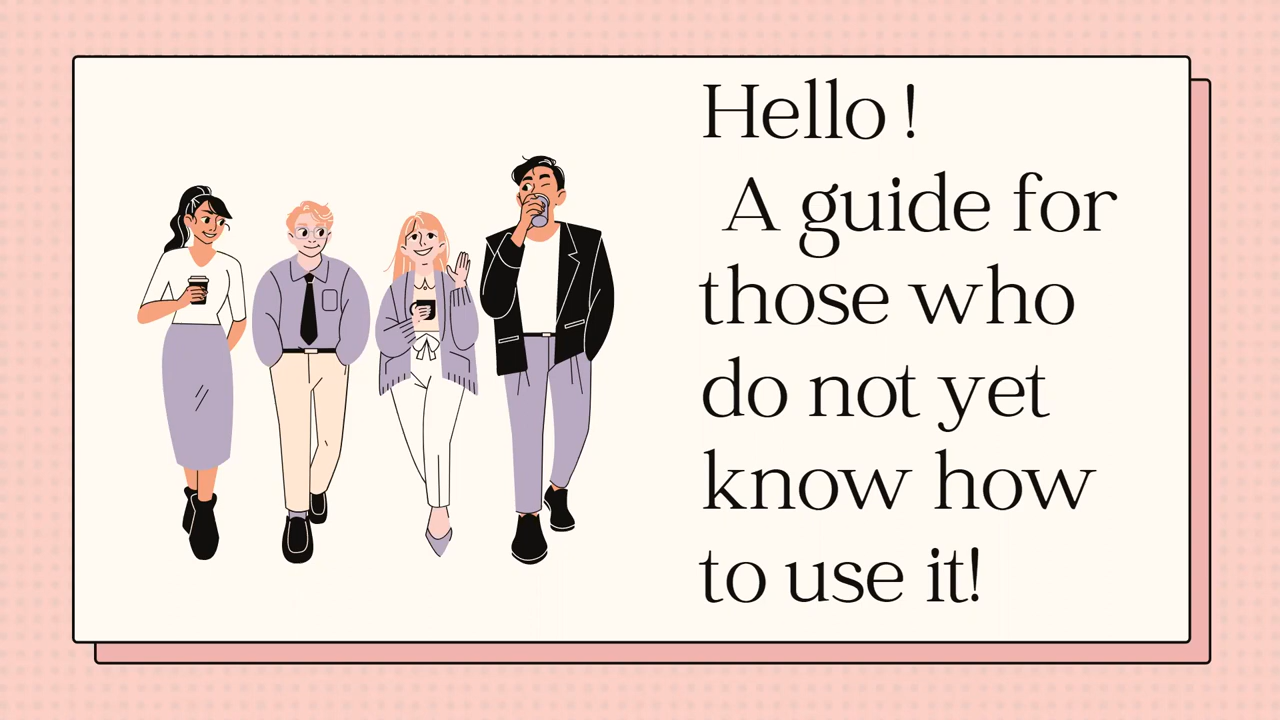 Hello !
A guide for
those who
do not yet
know how
to use it!